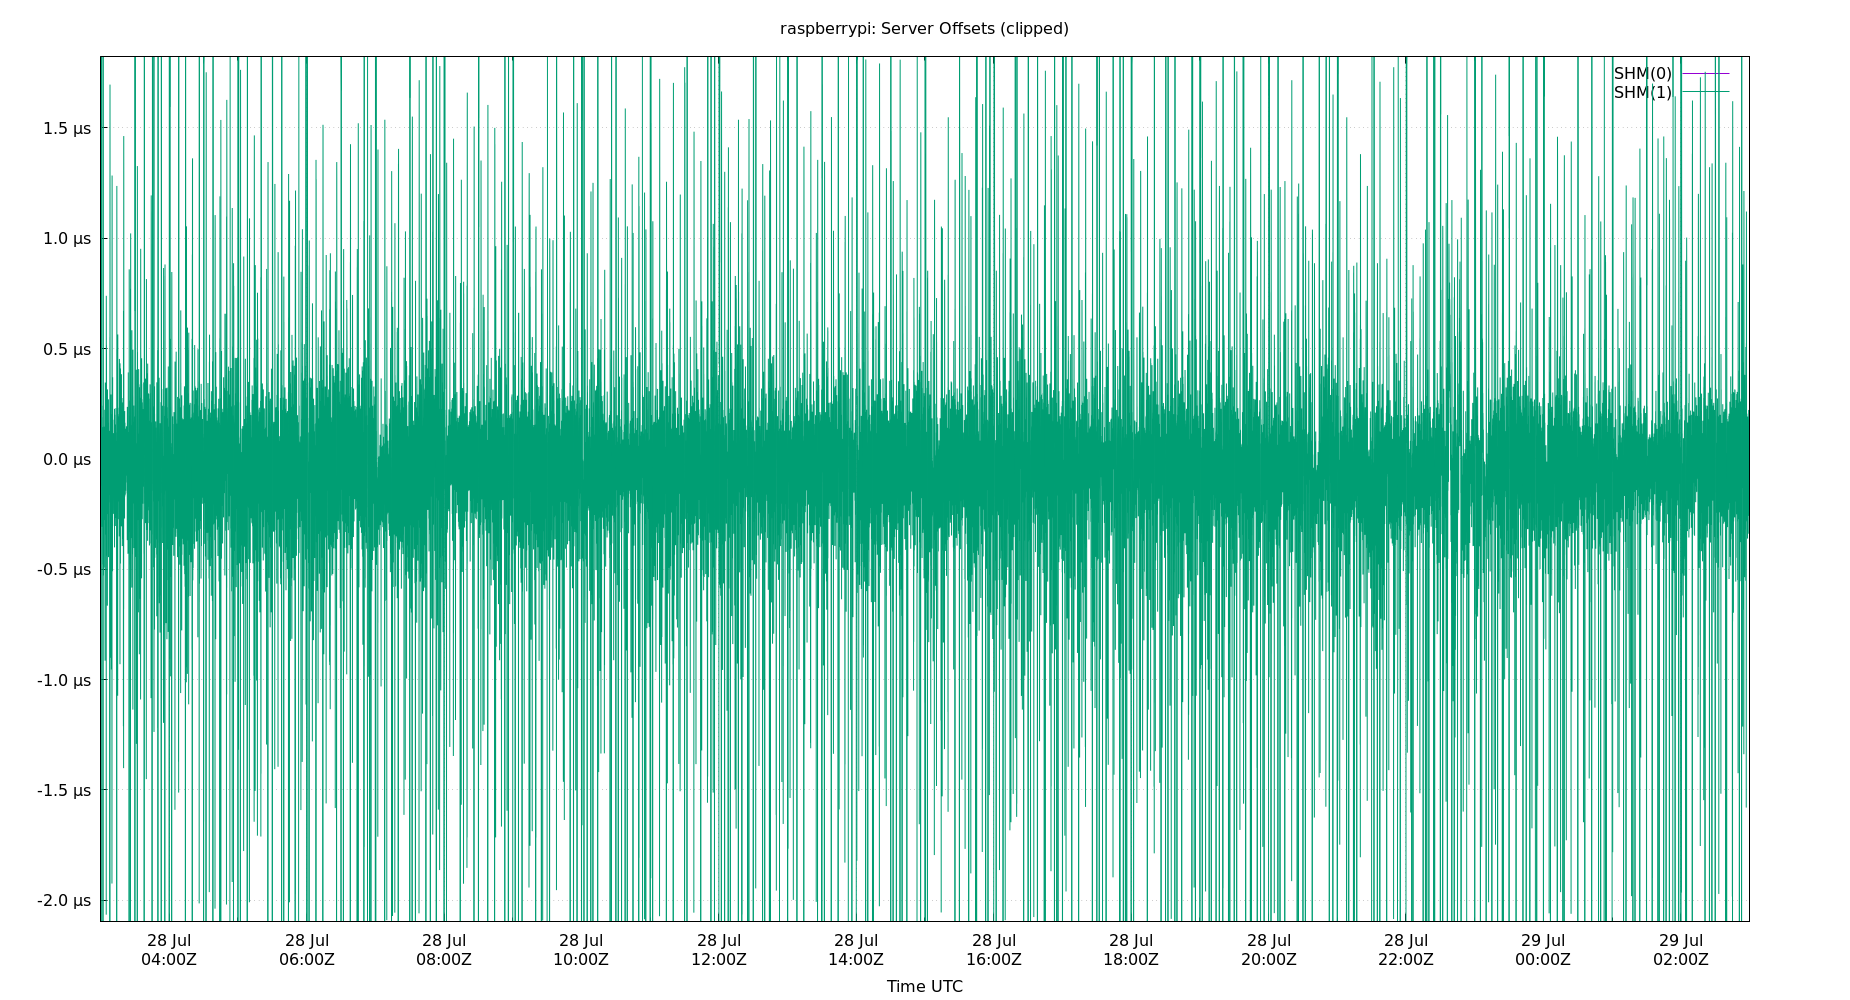 raspberrypi: Server Offsets (clipped)
SHM(0)
SHM(1)
1.5 µs
1.0 µs
0.5 µs
0.0 µs
-0.5 µs
-1.0 µs
-1.5 µs
-2.0 µs
28 Jul 28 Jul 28 Jul 28 Jul 28 Jul 28 Jul 28 Jul 28 Jul 28 Jul 28 Jul 29 Jul 29 Jul
04:00Z 06:00Z 08:00Z 10:00Z 12:00Z 14:00Z 16:00Z 18:00Z 20:00Z 22:00Z 00:00Z 02:00Z
Time UTC